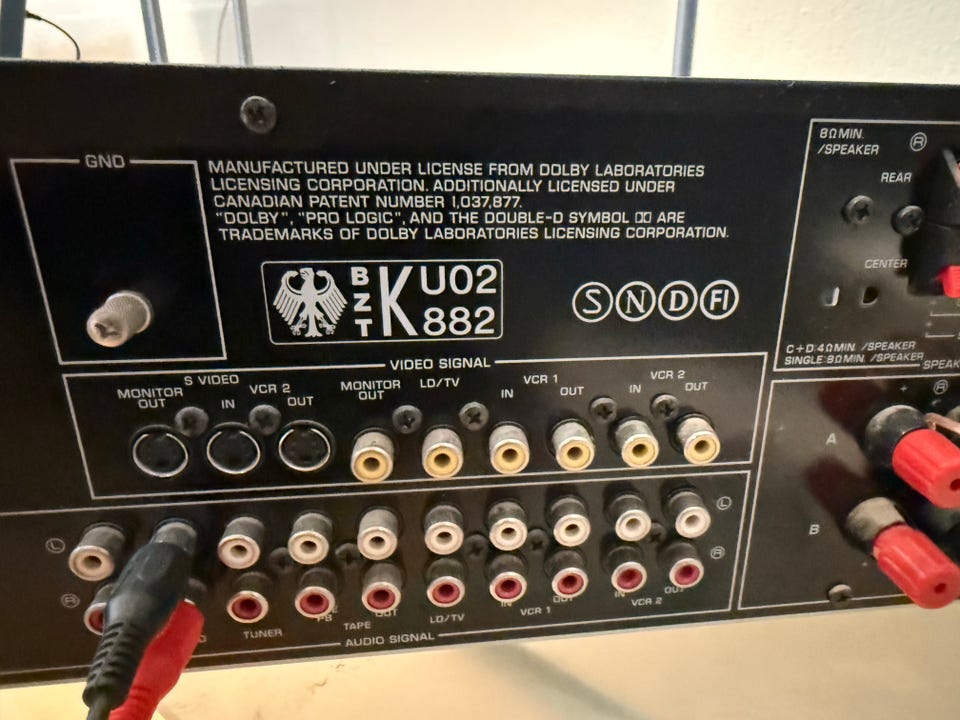 GND
MANUFACTURED UNDER LICENSE FROM DOLBY LABORATORIES
LICENSING CORPORATION. ADDITIONALLY LICENSED UNDER
CANADIAN PATENT NUMBER 1,037,877.
"DOLBY", "PRO LOGIC", AND THE DOUBLE-D SYMBOL ARE
TRADEMARKS OF DOLBY LABORATORIES LICENSING CORPORATION.
BZT K U02
882
S N D FI
8Ω MIN.
/SPEAKER
R
REAR
CENTER
C+D:4Ω MIN. /SPEAKER
SINGLE:8Ω MIN. /SPEAKER
VIDEO SIGNAL
S VIDEO
MONITOR OUT
VCR 2
IN
OUT
MONITOR OUT
LD/TV
VCR 1
IN
OUT
VCR 2
IN
OUT
+
R
A
B
L
L
R
R
TUNER
PB
OUT
TAPE
LD/TV
IN
OUT
VCR 1
IN
OUT
VCR 2
AUDIO SIGNAL